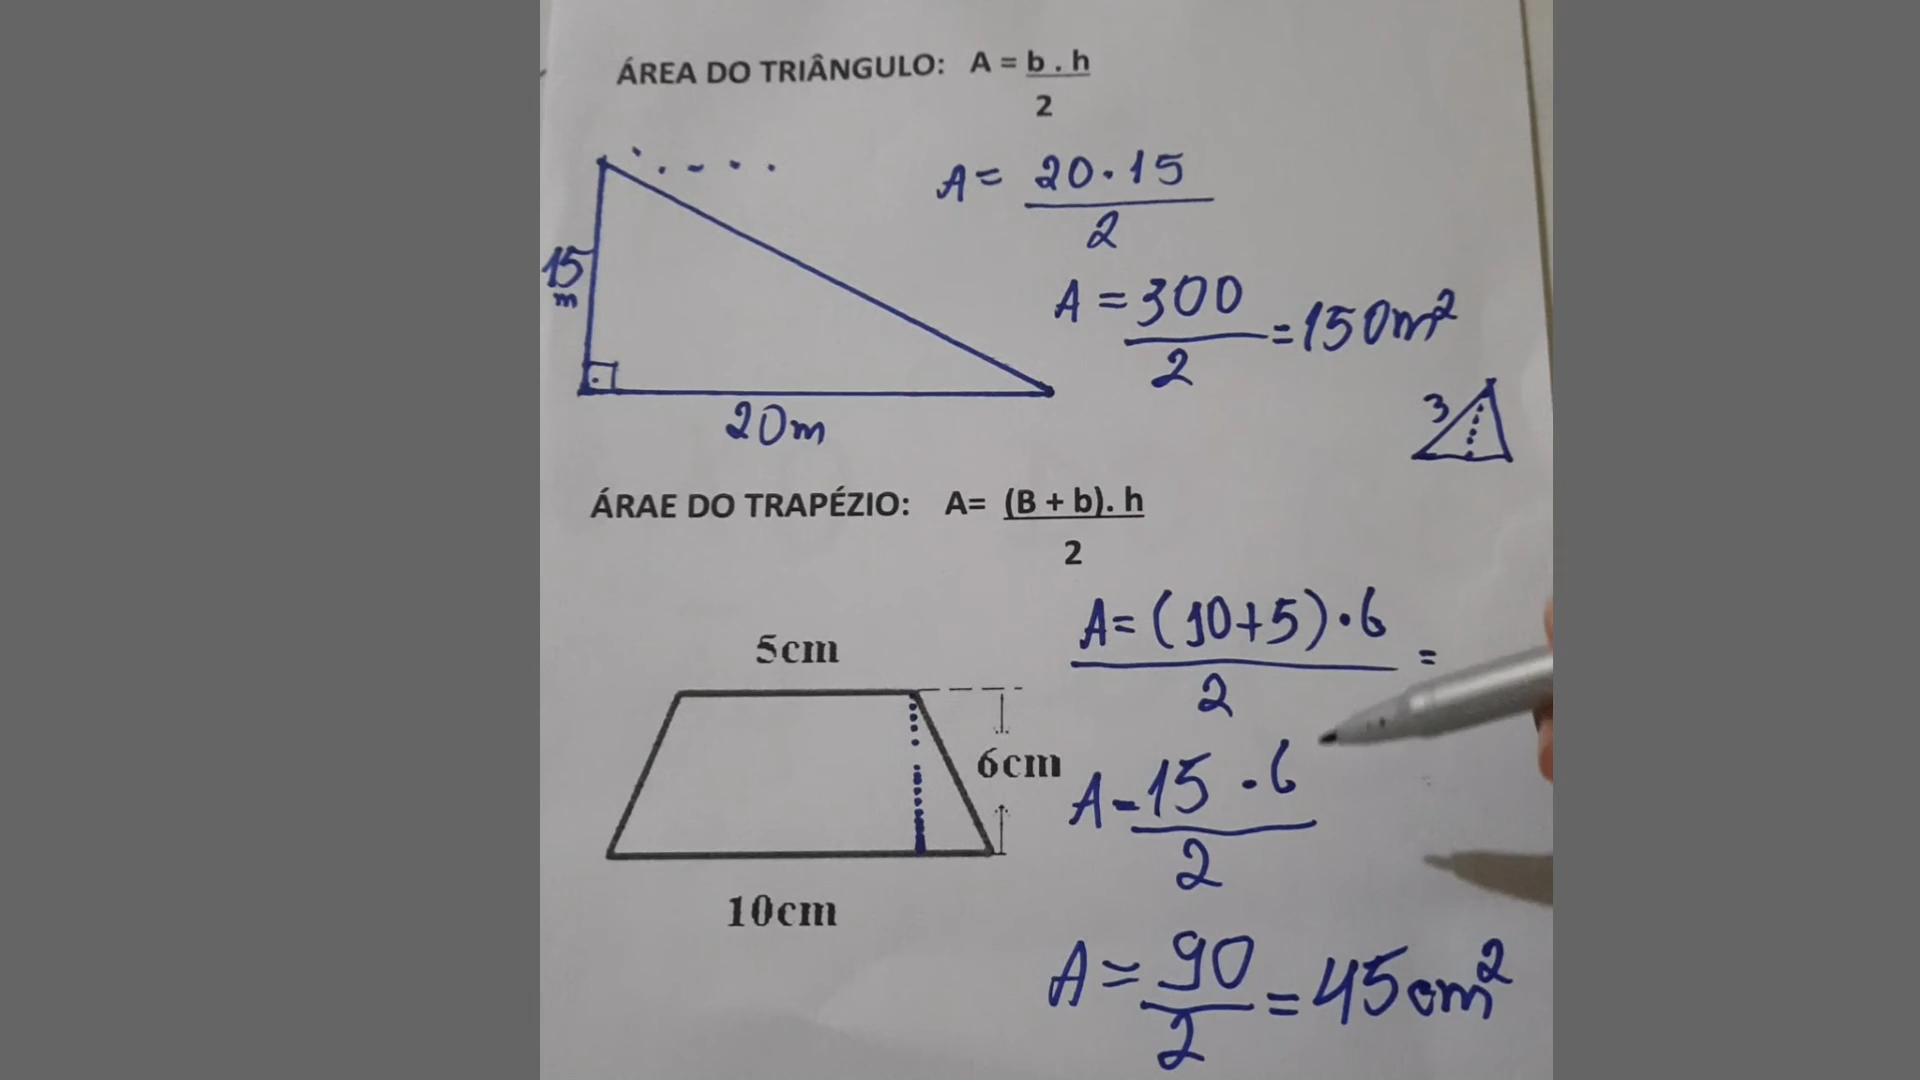 ÁREA DO TRIÂNGULO: A = b . h
2
A = 20 · 15
2
15
m
A = 300 = 150m²
2
20m
3
ÁRAE DO TRAPÉZIO: A= (B + b). h
2
A = (10+5) · 6 =
2
5cm
6cm
A = 15 · 6
2
10cm
A = 90 = 45cm²
2